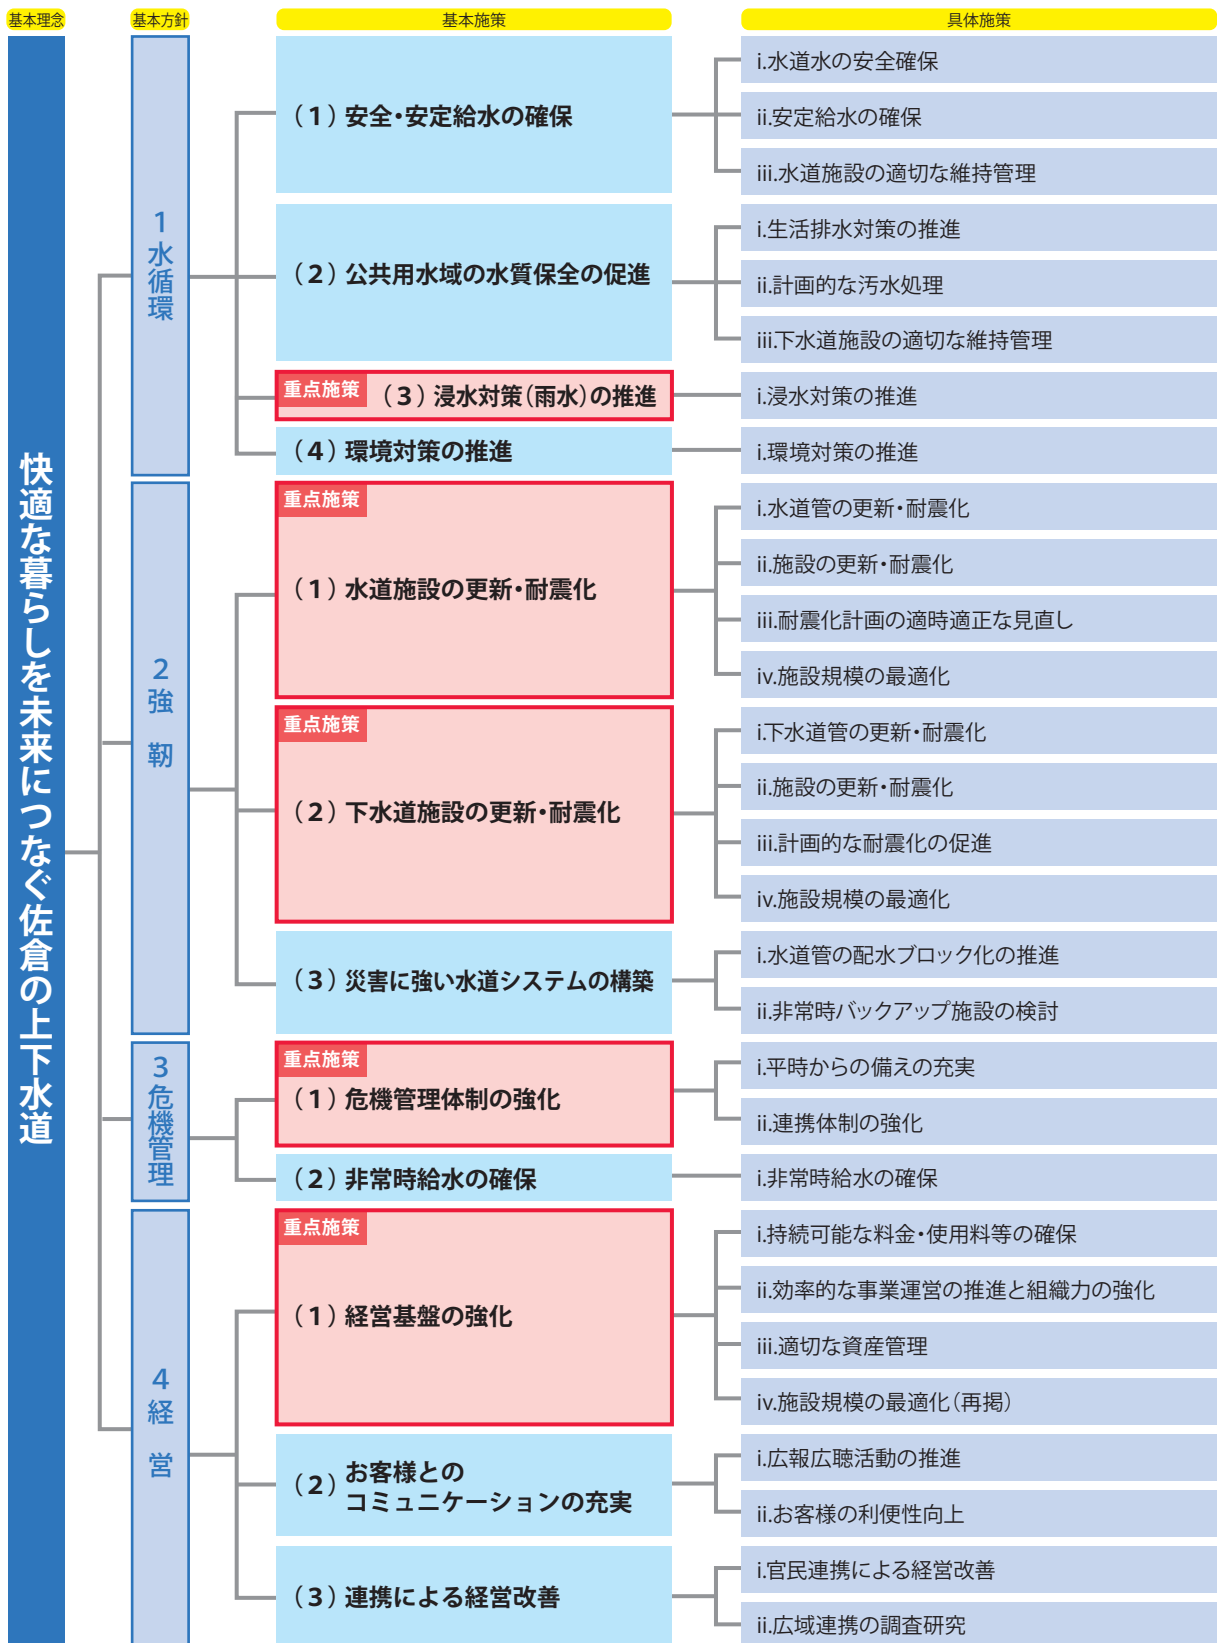 基本理念
基本方針
基本施策
具体施策
快適な暮らしを未来につなぐ佐倉の上下水道
1水循環
(1)安全・安定給水の確保
i.水道水の安全確保
ii.安定給水の確保
iii.水道施設の適切な維持管理
(2)公共用水域の水質保全の促進
i.生活排水対策の推進
ii.計画的な汚水処理
iii.下水道施設の適切な維持管理
重点施策
(3)浸水対策(雨水)の推進
i.浸水対策の推進
(4)環境対策の推進
i.環境対策の推進
2強 靭
重点施策
(1)水道施設の更新・耐震化
i.水道管の更新・耐震化
ii.施設の更新・耐震化
iii.耐震化計画の適時適正な見直し
iv.施設規模の最適化
重点施策
(2)下水道施設の更新・耐震化
i.下水道管の更新・耐震化
ii.施設の更新・耐震化
iii.計画的な耐震化の促進
iv.施設規模の最適化
(3)災害に強い水道システムの構築
i.水道管の配水ブロック化の推進
ii.非常時バックアップ施設の検討
3危機管理
重点施策
(1)危機管理体制の強化
i.平時からの備えの充実
ii.連携体制の強化
(2)非常時給水の確保
i.非常時給水の確保
4経 営
重点施策
(1)経営基盤の強化
i.持続可能な料金・使用料等の確保
ii.効率的な事業運営の推進と組織力の強化
iii.適切な資産管理
iv.施設規模の最適化(再掲)
(2)お客様との
コミュニケーションの充実
i.広報広聴活動の推進
ii.お客様の利便性向上
(3)連携による経営改善
i.官民連携による経営改善
ii.広域連携の調査研究